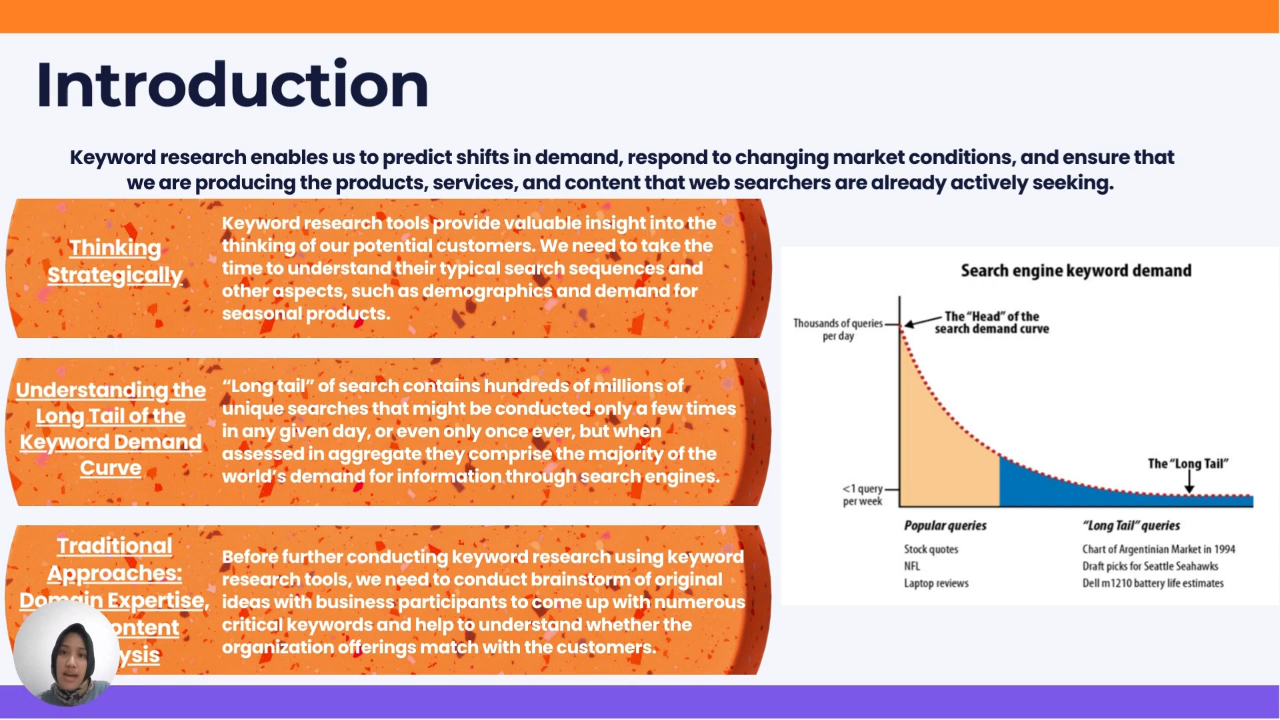 Introduction
Keyword research enables us to predict shifts in demand, respond to changing market conditions, and ensure that
we are producing the products, services, and content that web searchers are already actively seeking.
Thinking
Strategically
Keyword research tools provide valuable insight into the
thinking of our potential customers. We need to take the
time to understand their typical search sequences and
other aspects, such as demographics and demand for
seasonal products.
Understanding the
Long Tail of the
Keyword Demand
Curve
“Long tail” of search contains hundreds of millions of
unique searches that might be conducted only a few times
in any given day, or even only once ever, but when
assessed in aggregate they comprise the majority of the
world’s demand for information through search engines.
Traditional
Approaches:
Domain Expertise,
Before further conducting keyword research using keyword
research tools, we need to conduct brainstorm of original
ideas with business participants to come up with numerous
critical keywords and help to understand whether the
organization offerings match with the customers.
Search engine keyword demand
Thousands of queries
per day
The “Head” of the
search demand curve
The “Long Tail”
<1 query
per week
Popular queries
Stock quotes
NFL
Laptop reviews
“Long Tail” queries
Chart of Argentinian Market in 1994
Draft picks for Seattle Seahawks
Dell m1210 battery life estimates